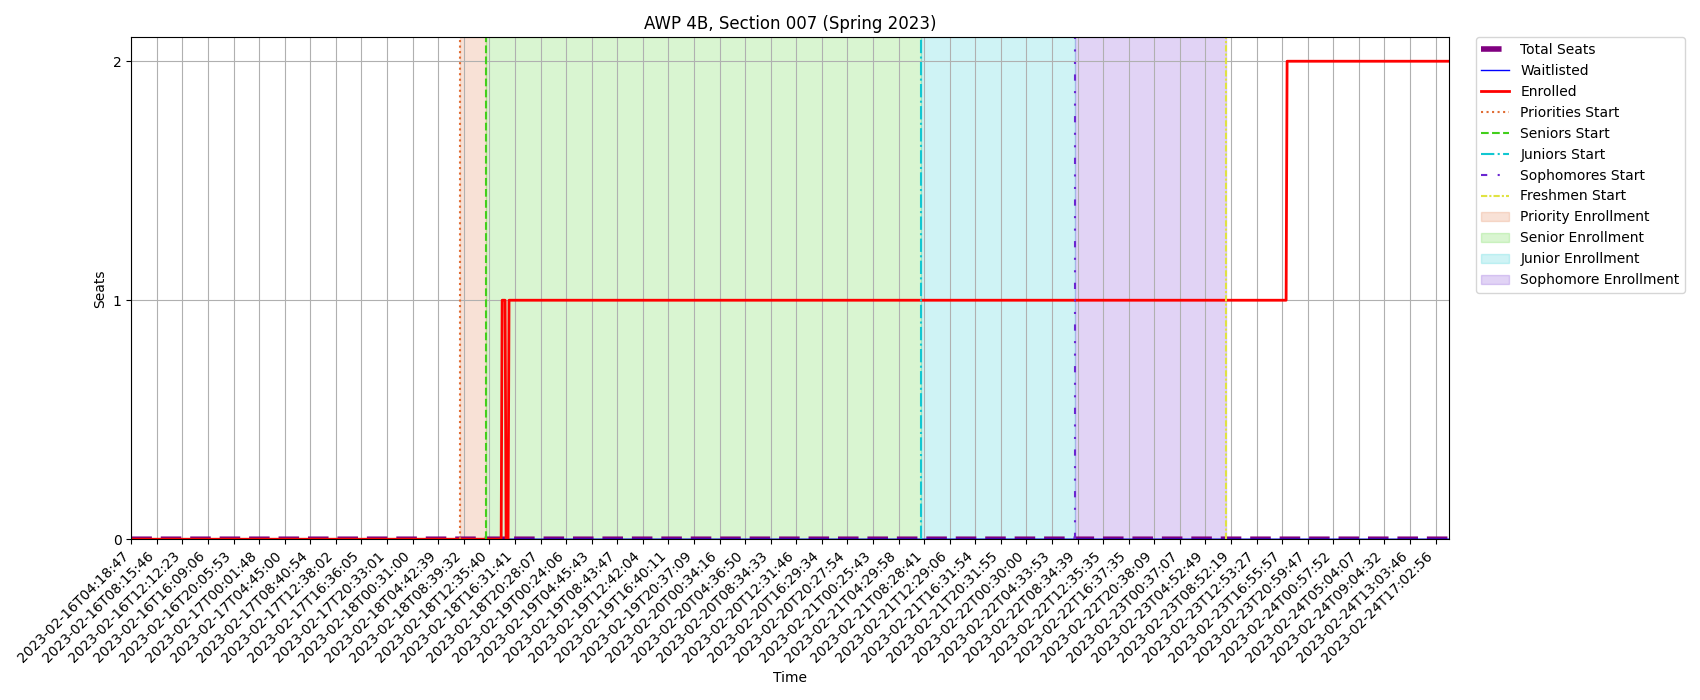 AWP 4B, Section 007 (Spring 2023)
Seats
2
1
0
2023-02-16T04:18:47
2023-02-16T08:15:46
2023-02-16T12:12:23
2023-02-16T16:09:06
2023-02-16T20:05:53
2023-02-17T00:01:48
2023-02-17T04:45:00
2023-02-17T08:40:54
2023-02-17T12:38:02
2023-02-17T16:36:05
2023-02-17T20:33:01
2023-02-18T00:31:00
2023-02-18T04:42:39
2023-02-18T08:39:32
2023-02-18T12:35:40
2023-02-18T16:31:41
2023-02-18T20:28:07
2023-02-19T00:24:06
2023-02-19T04:45:43
2023-02-19T08:43:47
2023-02-19T12:42:04
2023-02-19T16:40:11
2023-02-19T20:37:09
2023-02-20T00:34:16
2023-02-20T04:36:50
2023-02-20T08:34:33
2023-02-20T12:31:46
2023-02-20T16:29:34
2023-02-20T20:27:54
2023-02-21T00:25:43
2023-02-21T04:29:58
2023-02-21T08:28:41
2023-02-21T12:29:06
2023-02-21T16:31:54
2023-02-21T20:31:55
2023-02-22T00:30:00
2023-02-22T04:33:53
2023-02-22T08:34:39
2023-02-22T12:35:35
2023-02-22T16:37:35
2023-02-22T20:38:09
2023-02-23T00:37:07
2023-02-23T04:52:49
2023-02-23T08:52:19
2023-02-23T12:53:27
2023-02-23T16:55:57
2023-02-23T20:59:47
2023-02-24T00:57:52
2023-02-24T05:04:07
2023-02-24T09:04:32
2023-02-24T13:03:46
2023-02-24T17:02:56
Time
Total Seats
Waitlisted
Enrolled
Priorities Start
Seniors Start
Juniors Start
Sophomores Start
Freshmen Start
Priority Enrollment
Senior Enrollment
Junior Enrollment
Sophomore Enrollment